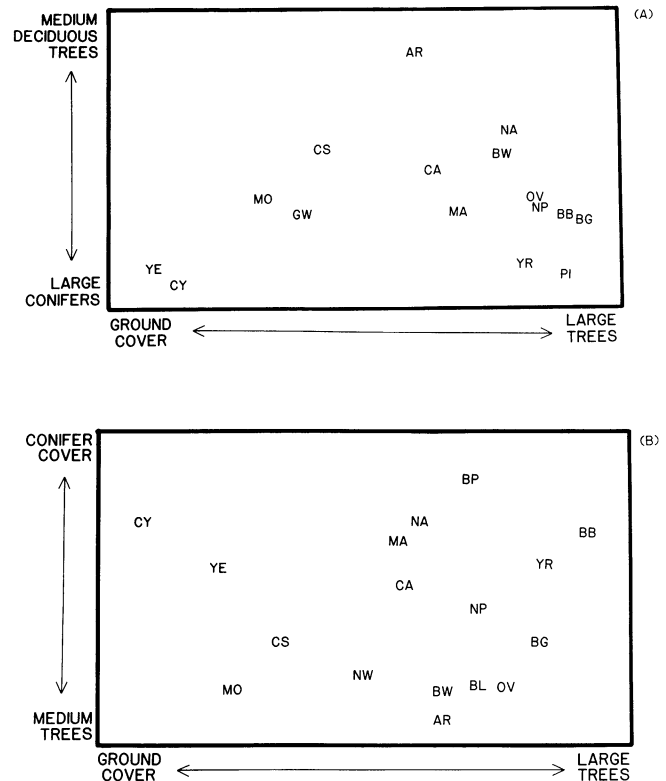 MEDIUM
DECIDUOUS
TREES
(A)
AR
NA
CS
BW
CA
MO
OV
GW
MA
NP
BB
BG
YE
YR
PI
CY
LARGE
CONIFERS
GROUND
COVER
LARGE
TREES
CONIFER
COVER
(B)
BP
CY
NA
BB
MA
YE
YR
CA
NP
CS
BG
NW
MO
BW
BL
OV
AR
MEDIUM
TREES
GROUND
COVER
LARGE
TREES